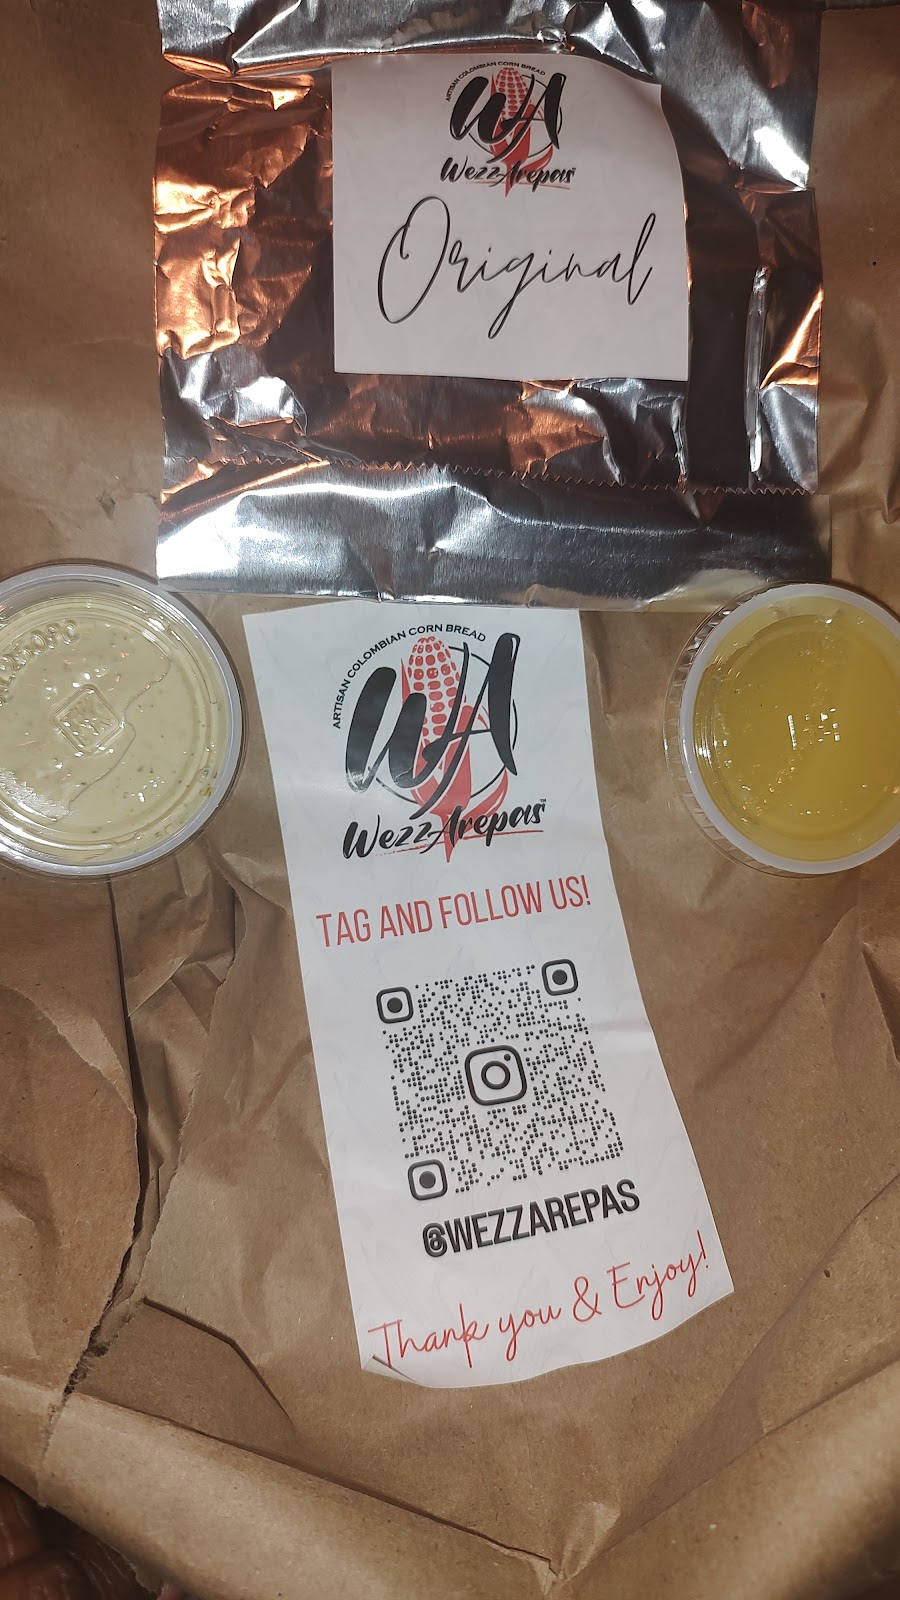 ARTISAN COLOMBIAN CORN BREAD
WA
WezzArepas
Original
ARTISAN COLOMBIAN CORN BREAD
WA
WezzArepas™
TAG AND FOLLOW US!
@WEZZAREPAS
Thank you & Enjoy!